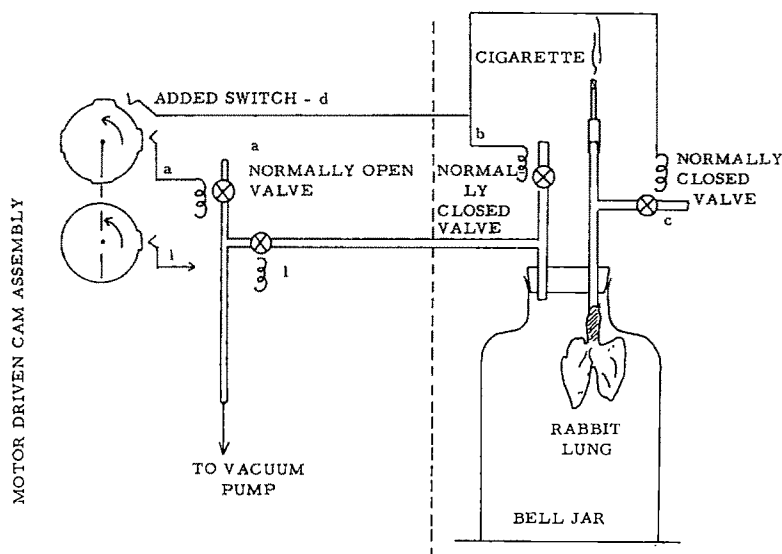 CIGARETTE
ADDED SWITCH - d
a
b
NORMALLY OPEN
VALVE
a
NORMAL-
LY
CLOSED
VALVE
NORMALLY
CLOSED
VALVE
c
1
1
MOTOR DRIVEN CAM ASSEMBLY
RABBIT
LUNG
TO VACUUM
PUMP
BELL JAR